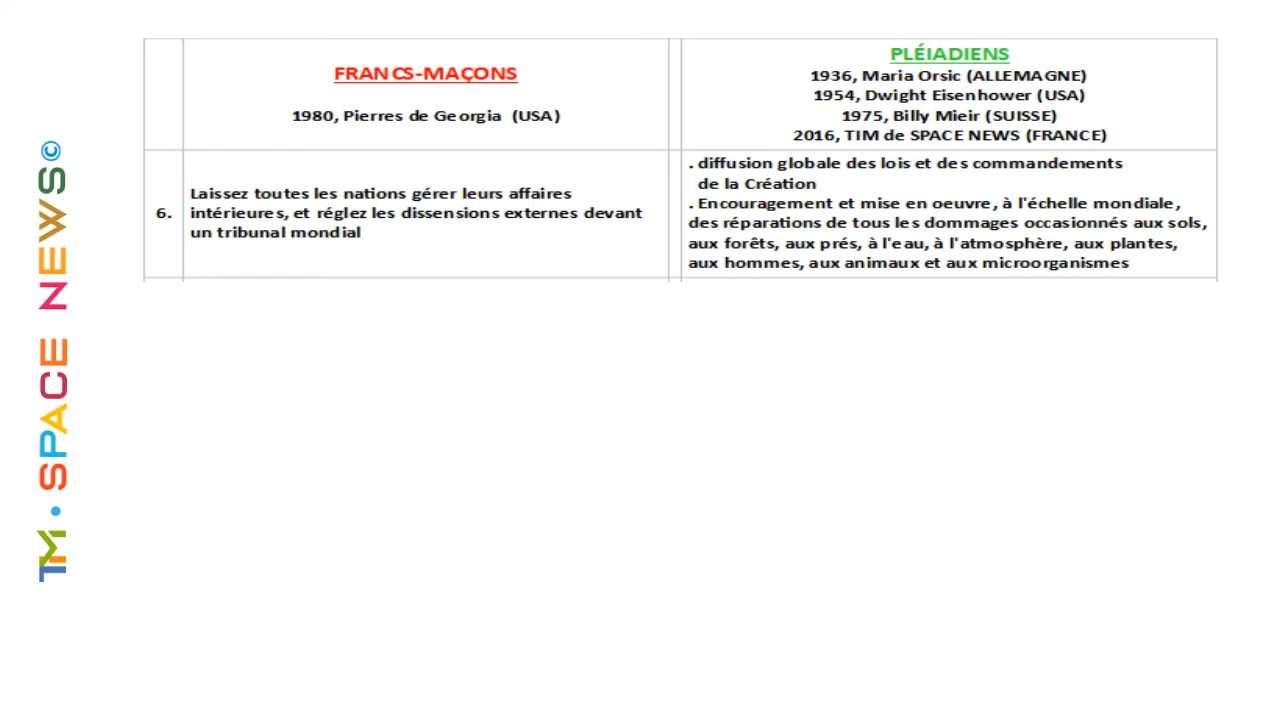 FRANCS-MAÇONS
1980, Pierres de Georgia (USA)
PLÉIADIENS
1936, Maria Orsic (ALLEMAGNE)
1954, Dwight Eisenhower (USA)
1975, Billy Mieir (SUISSE)
2016, TIM de SPACE NEWS (FRANCE)
6.
Laissez toutes les nations gérer leurs affaires
intérieures, et réglez les dissensions externes devant
un tribunal mondial
. diffusion globale des lois et des commandements
de la Création
. Encouragement et mise en oeuvre, à l'échelle mondiale,
des réparations de tous les dommages occasionnés aux sols,
aux forêts, aux prés, à l'eau, à l'atmosphère, aux plantes,
aux hommes, aux animaux et aux microorganismes
TIM • SPACE NEWS©